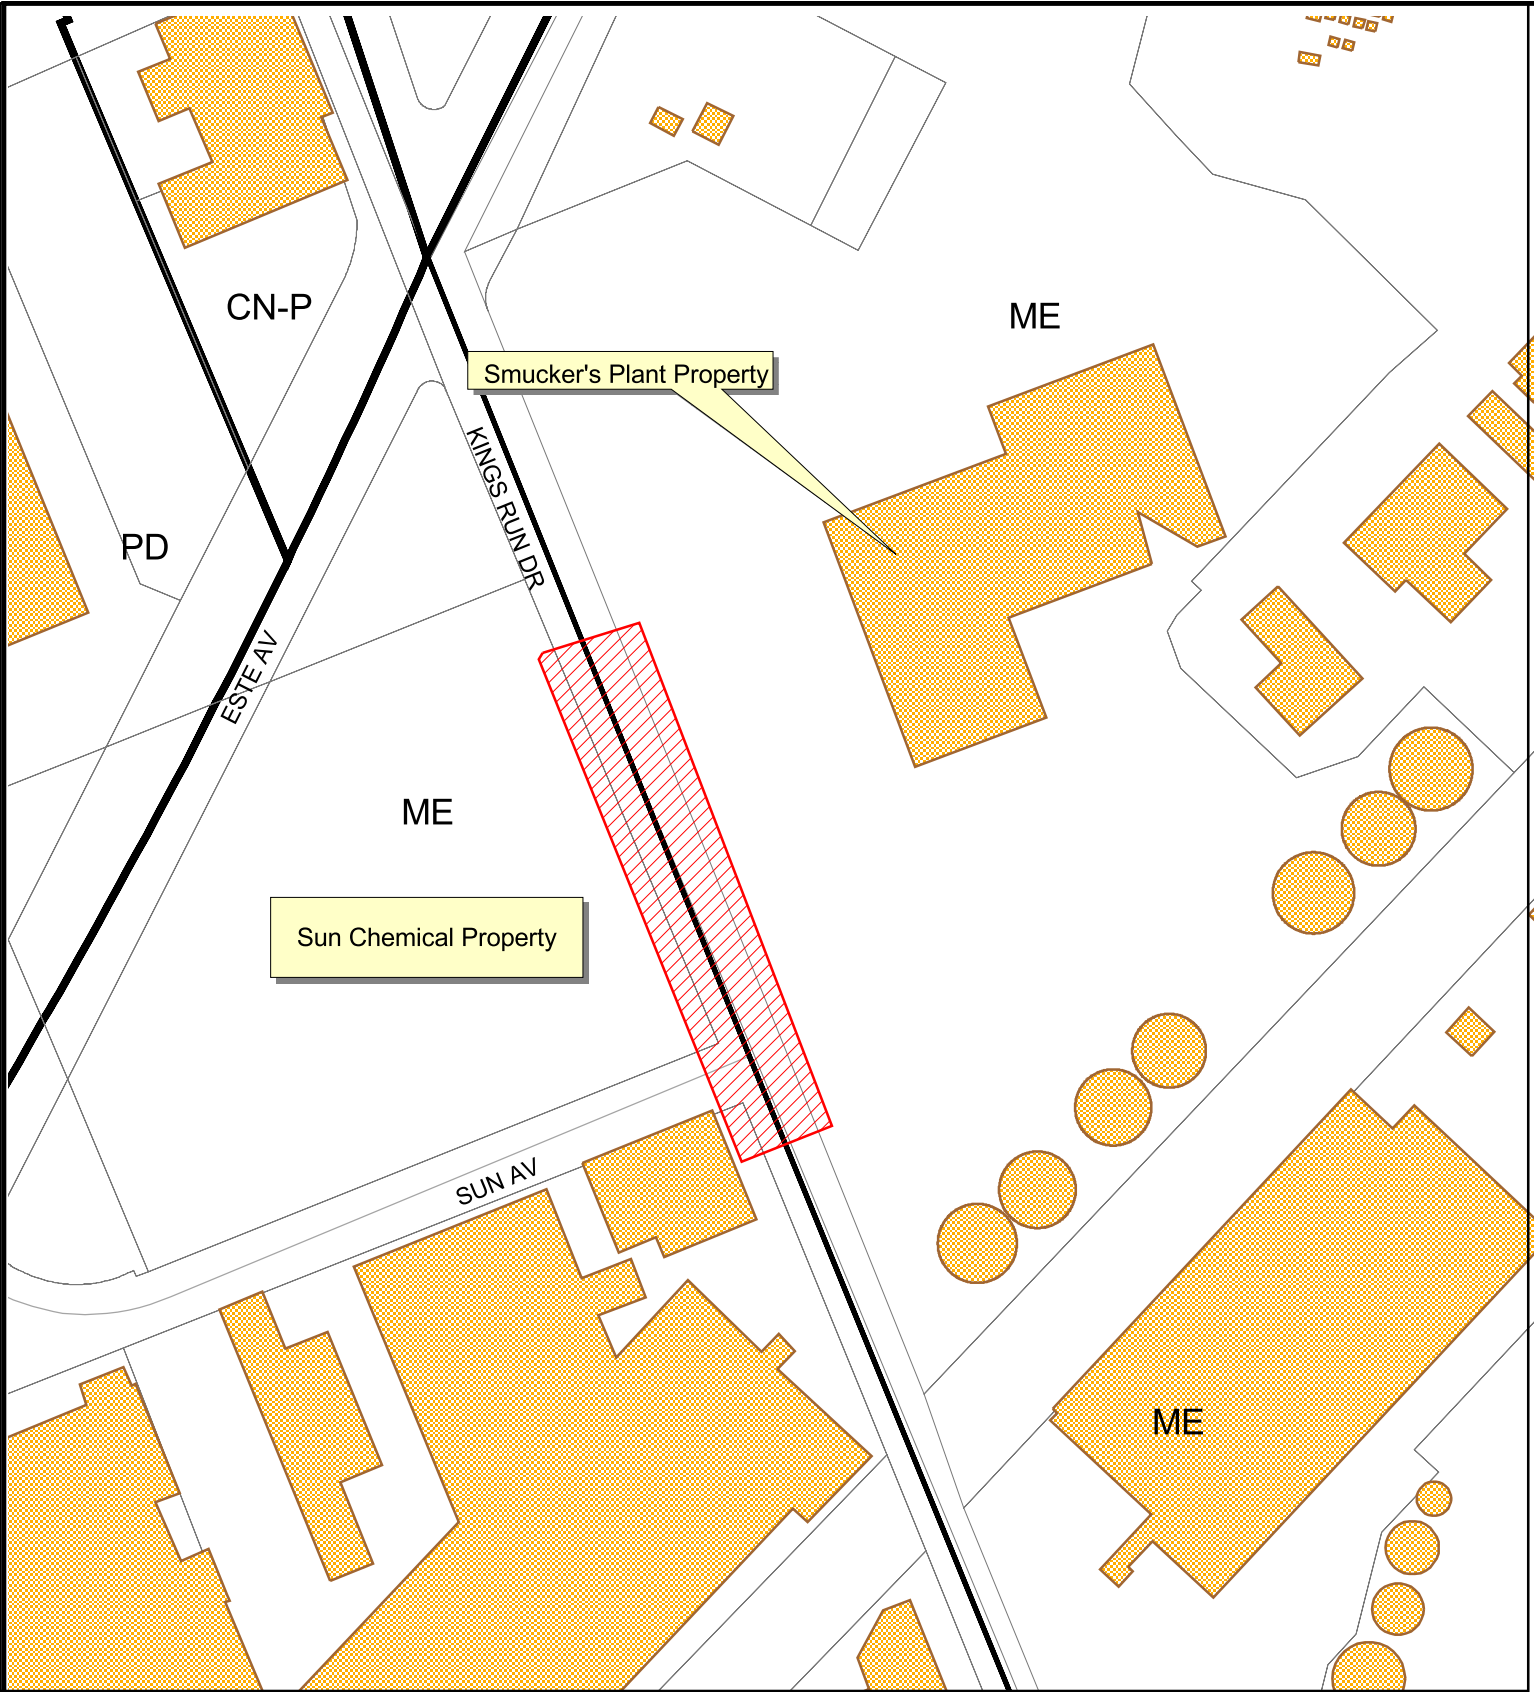 CN-P
ME
Smucker's Plant Property
KINGS RUN DR
PD
ESTE AV
ME
Sun Chemical Property
SUN AV
ME